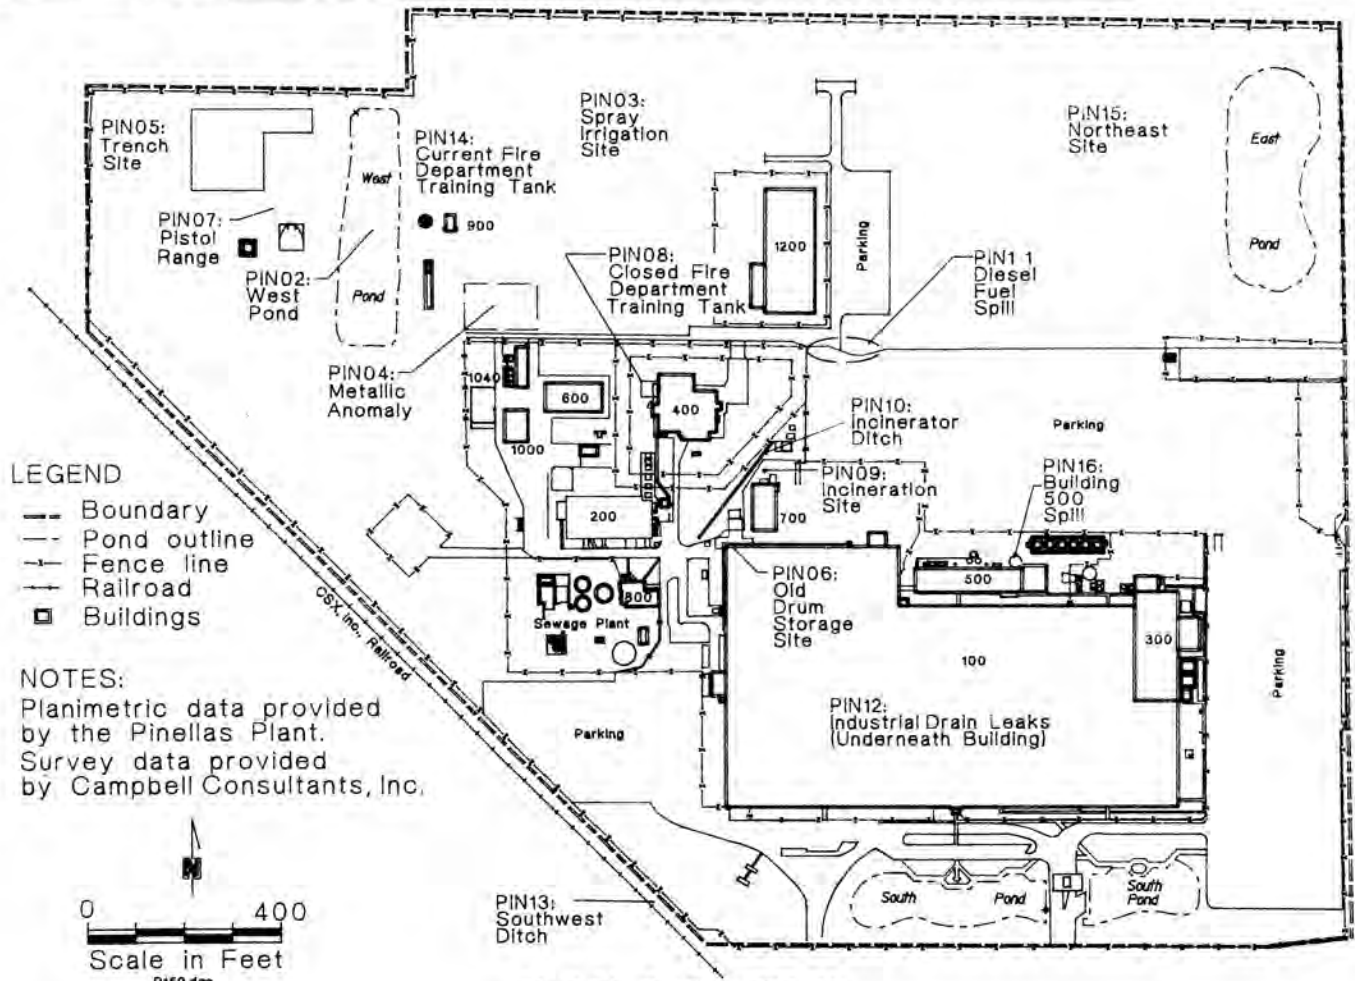 PIN05:
Trench
Site
PIN14:
Current Fire
Department
Training Tank
PIN03:
Spray
Irrigation
Site
PIN15:
Northeast
Site
East
Pond
West
Pond
PIN07:
Pistol
Range
900
PIN02:
West
Pond
PIN08:
Closed Fire
Department
Training Tank
1200
Parking
PIN11
Diesel
Fuel
Spill
PIN04:
Metallic
Anomaly
1040
600
400
1000
PIN10:
Incinerator
Ditch
Parking
PIN09:
Incineration
Site
PIN16:
Building
500
Spill
200
700
LEGEND
Boundary
Pond outline
Fence line
Railroad
Buildings
CSX, Inc., Railroad
800
Sewage Plant
PIN06:
Old
Drum
Storage
Site
500
300
100
Parking
PIN12:
Industrial Drain Leaks
(Underneath Building)
Parking
NOTES:
Planimetric data provided
by the Pinellas Plant.
Survey data provided
by Campbell Consultants, Inc.
N
0 400
Scale in Feet
PIN13:
Southwest
Ditch
South Pond
South
Pond